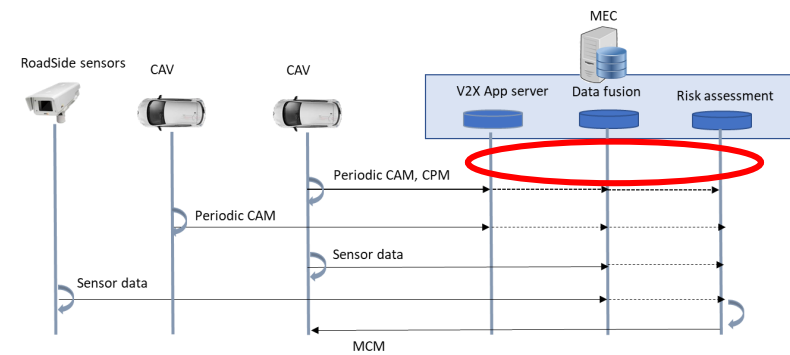 MEC
RoadSide sensors
CAV
CAV
V2X App server
Data fusion
Risk assessment
Periodic CAM, CPM
Periodic CAM
Sensor data
Sensor data
MCM